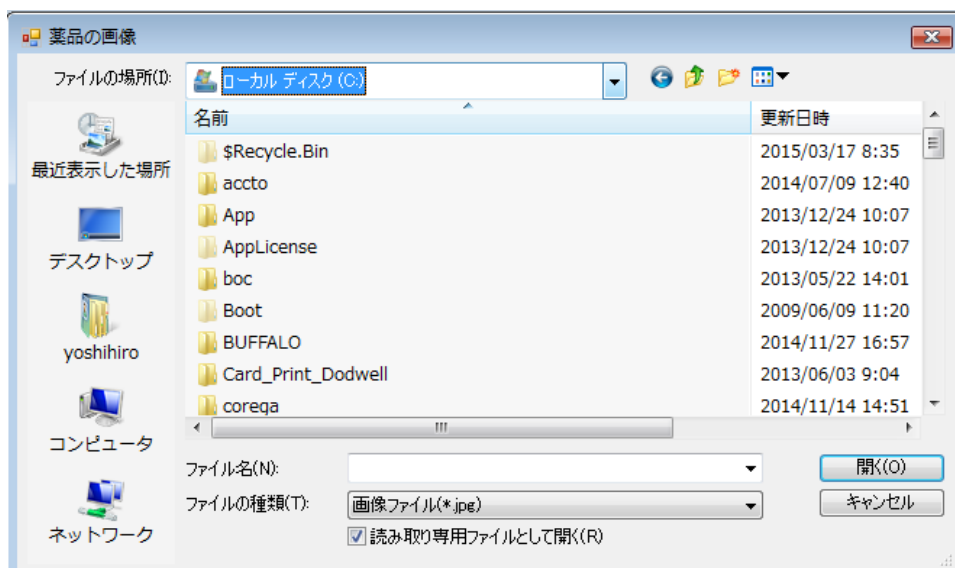 薬品の画像
ファイルの場所(I):
ローカル ディスク (C:)
名前 更新日時
$Recycle.Bin 2015/03/17 8:35
accto 2014/07/09 12:40
App 2013/12/24 10:07
AppLicense 2013/12/24 10:07
boc 2013/05/22 14:01
Boot 2009/06/09 11:20
BUFFALO 2014/11/27 16:57
Card_Print_Dodwell 2013/06/03 9:04
corega 2014/11/14 14:51
最近表示した場所
デスクトップ
yoshihiro
コンピュータ
ネットワーク
ファイル名(N):
開く(O)
ファイルの種類(T):
画像ファイル(*.jpg)
キャンセル
読み取り専用ファイルとして開く(R)